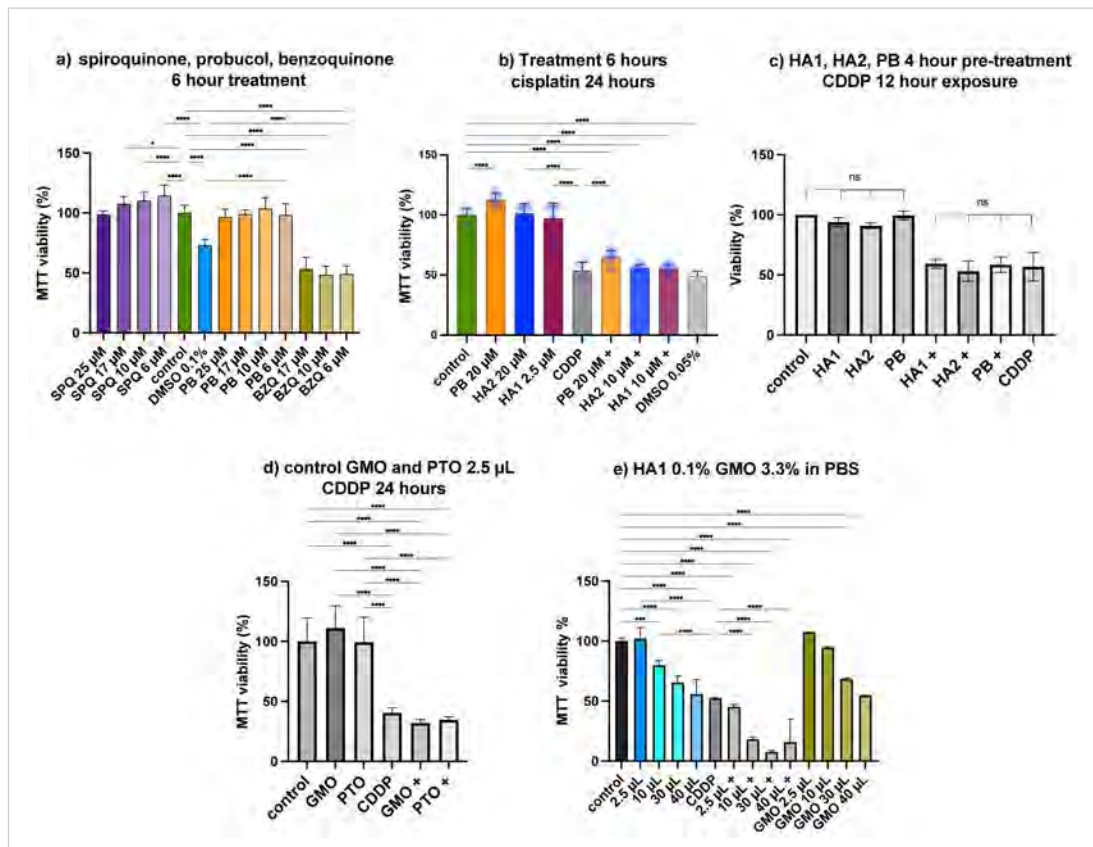 a) spiroquinone, probucol, benzoquinone
6 hour treatment
**** 
****
****
****
****
*
****
****
****
****
MTT viability (%)
150
100
50
0
SPQ 25 µM
SPQ 17 µM
SPQ 10 µM
SPQ 6 µM
control
DMSO 0.1%
PB 25 µM
PB 17 µM
PB 10 µM
PB 6 µM
BZQ 17 µM
BZQ 10 µM
BZQ 6 µM
b) Treatment 6 hours
cisplatin 24 hours
****
****
****
****
****
****
****
****
MTT viability (%)
150
100
50
0
control
PB 20 µM
HA2 20 µM
HA1 2.5 µM
CDDP
PB 20 µM +
HA2 10 µM +
HA1 10 µM +
DMSO 0.05%
c) HA1, HA2, PB 4 hour pre-treatment
CDDP 12 hour exposure
ns
ns
Viability (%)
150
100
50
0
control
HA1
HA2
PB
HA1 +
HA2 +
PB +
CDDP
d) control GMO and PTO 2.5 µL
CDDP 24 hours
****
****
****
****
****
****
****
****
****
MTT viability (%)
150
100
50
0
control
GMO
PTO
CDDP
GMO +
PTO +
e) HA1 0.1% GMO 3.3% in PBS
****
****
****
****
****
****
****
****
****
****
***
****
****
****
MTT viability %
150
100
50
0
control
2.5 µL
10 µL
30 µL
40 µL
CDDP
2.5 µL +
10 µL +
30 µL +
40 µL +
GMO 2.5 µL
GMO 10 µL
GMO 30 µL
GMO 40 µL